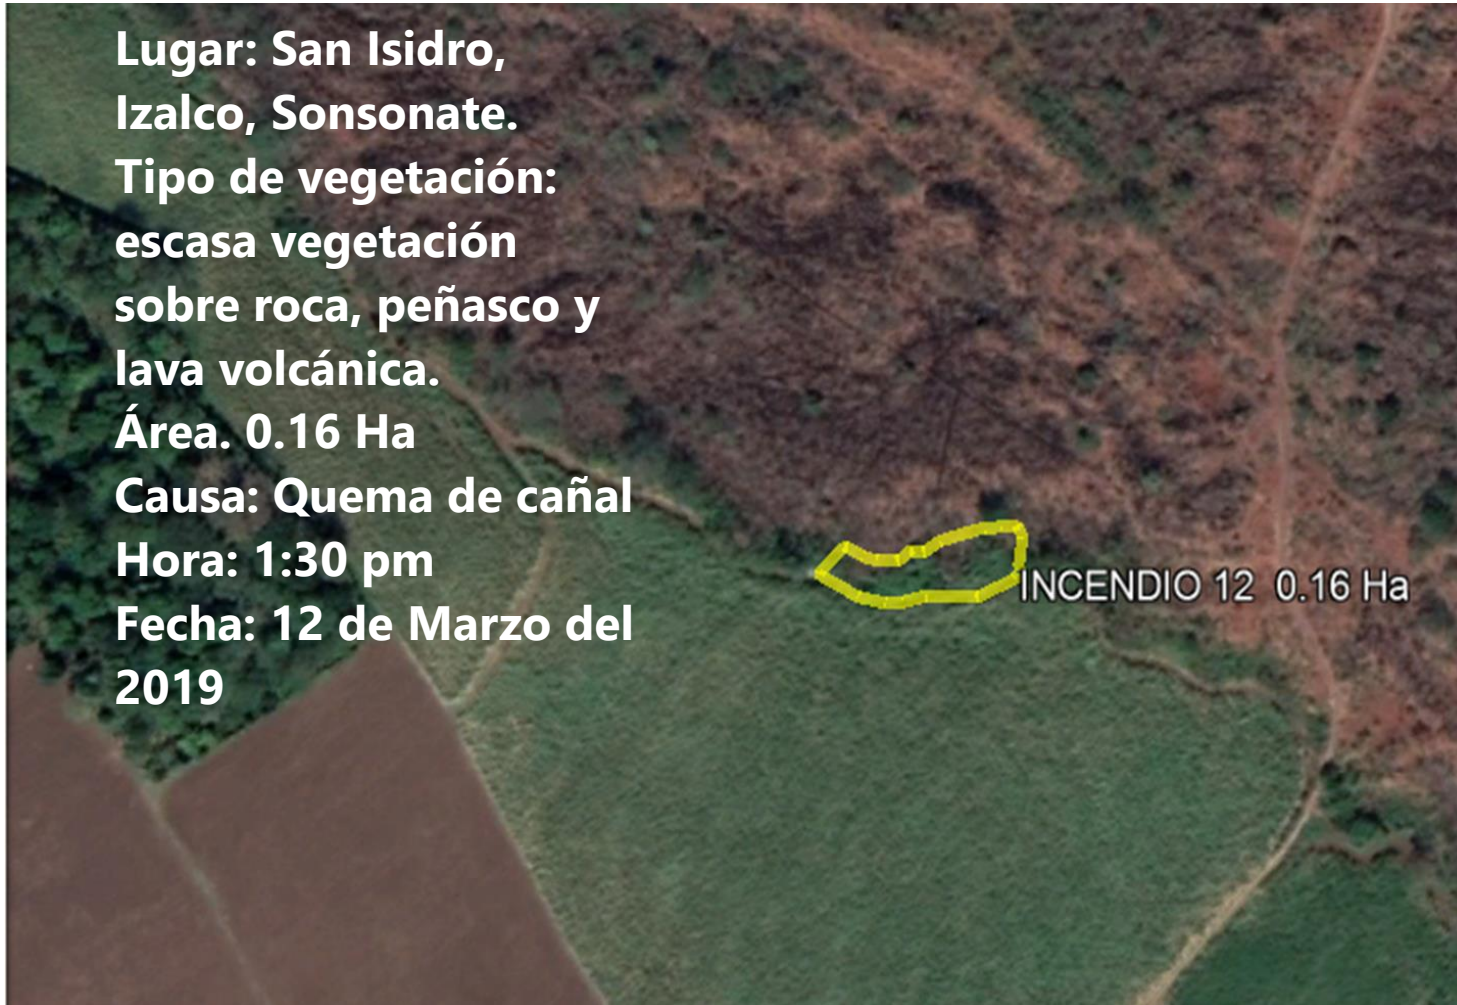 Lugar: San Isidro,
Izalco, Sonsonate.
Tipo de vegetación:
escasa vegetación
sobre roca, peñasco y
lava volcánica.
Área. 0.16 Ha
Causa: Quema de cañal
Hora: 1:30 pm
Fecha: 12 de Marzo del
2019
INCENDIO 12  0.16 Ha